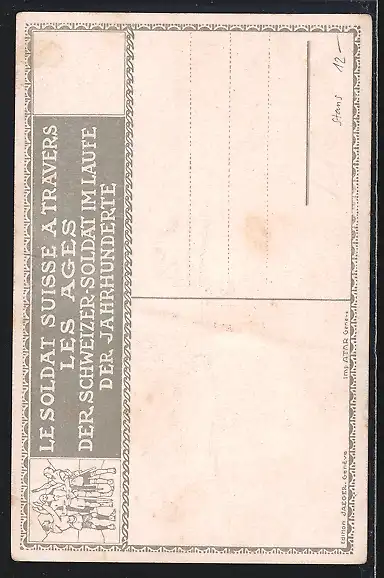 LE SOLDAT SUISSE A TRAVERS
LES AGES
DER SCHWEIZER-SOLDAT IM LAUFE
DER JAHRHUNDERTE
Stans 12.–
Edition JAEGER, Genève
Imp. ATAR Genève